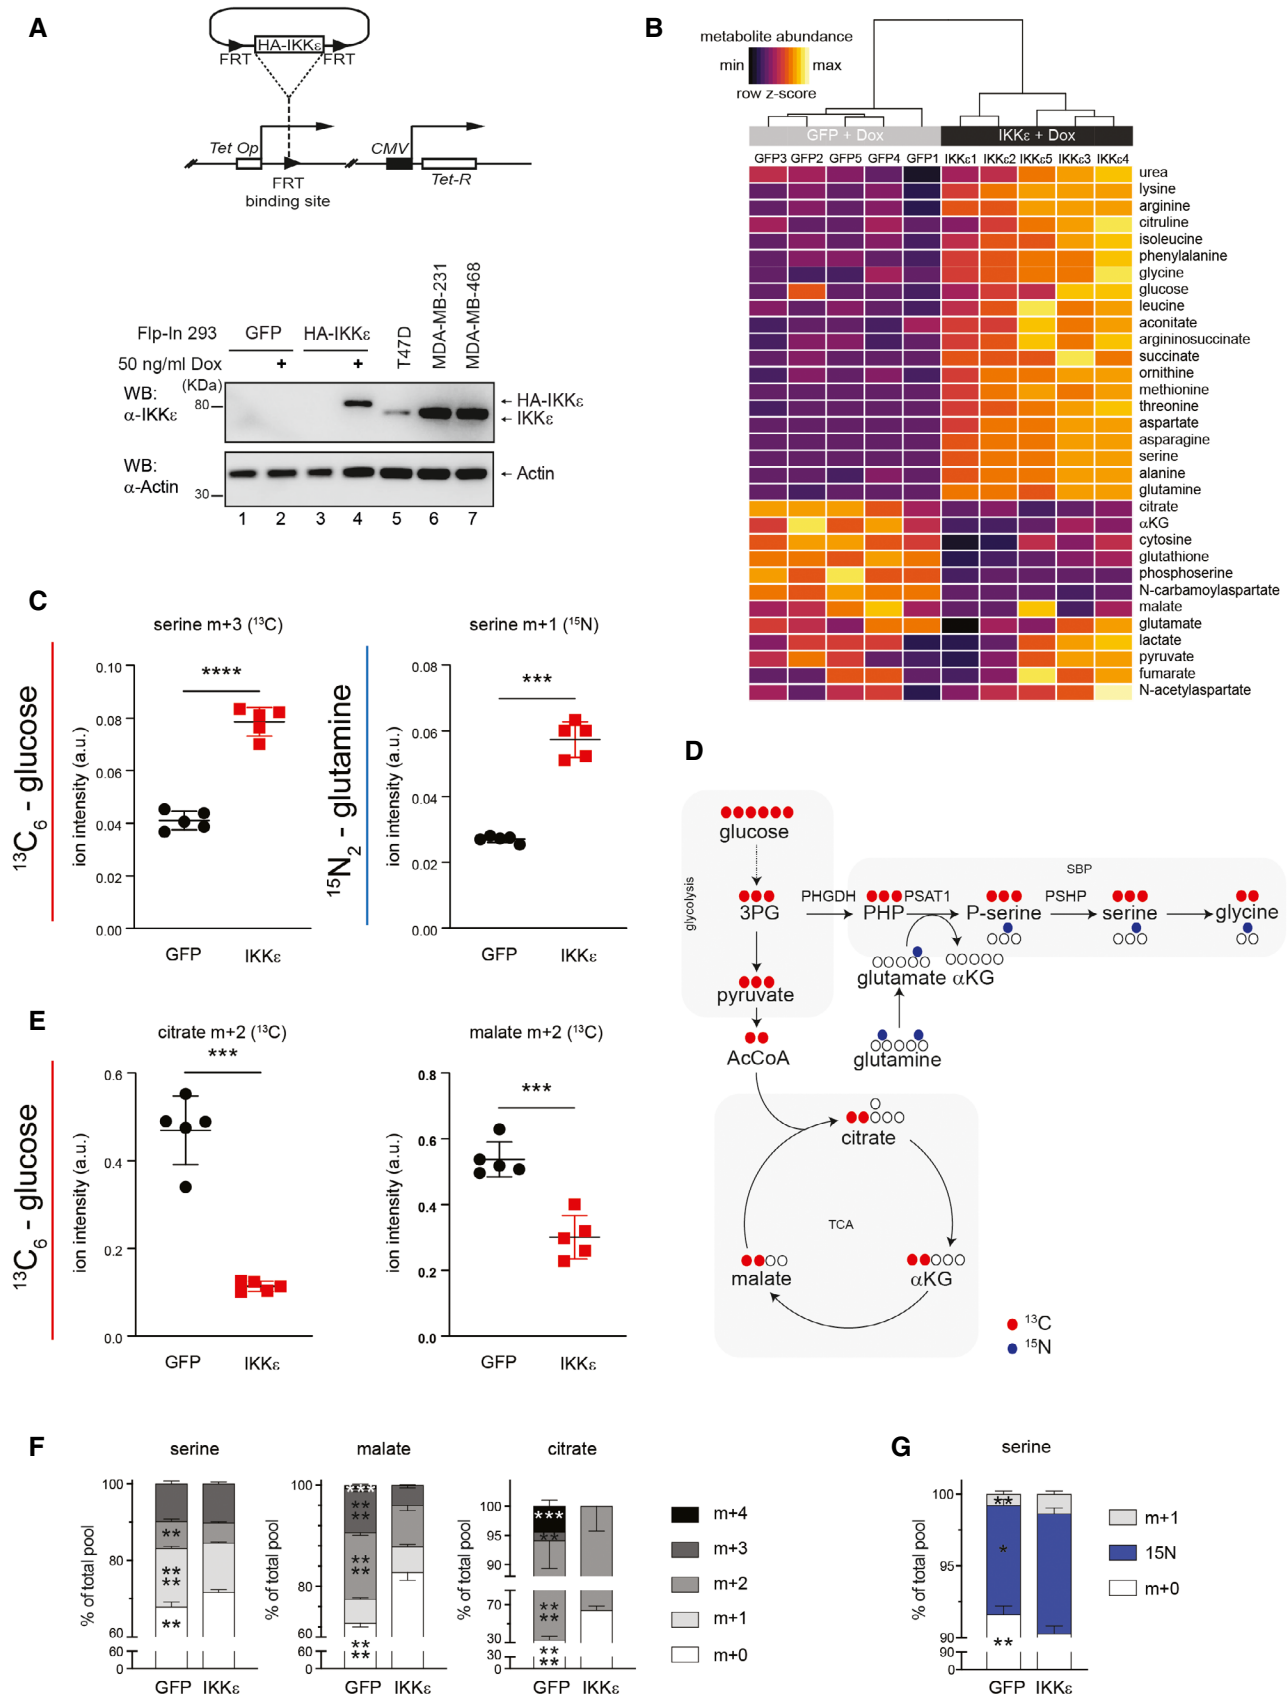 A
HA-IKKε
FRT
FRT
Tet Op
CMV
FRT
binding site
Tet-R
Flp-In 293
GFP
HA-IKKε
T47D
MDA-MB-231
MDA-MB-468
50 ng/ml Dox
+
+
WB:
α-IKKε
(KDa)
80
HA-IKKε
IKKε
WB:
α-Actin
30
Actin
1 2 3 4 5 6 7
B
metabolite abundance
min
max
row z-score
GFP + Dox
IKKε + Dox
GFP3 GFP2 GFP5 GFP4 GFP1 IKKε1 IKKε2 IKKε5 IKKε3 IKKε4
urea
lysine
arginine
citruline
isoleucine
phenylalanine
glycine
glucose
leucine
aconitate
argininosuccinate
succinate
ornithine
methionine
threonine
aspartate
asparagine
serine
alanine
glutamine
citrate
αKG
cytosine
glutathione
phosphoserine
N-carbamoylaspartate
malate
glutamate
lactate
pyruvate
fumarate
N-acetylaspartate
C
¹³C₆ - glucose
serine m+3 (¹³C)
****
ion intensity (a.u.)
0.10
0.08
0.06
0.04
0.02
0.00
GFP
IKKε
¹⁵N₂ - glutamine
serine m+1 (¹⁵N)
***
ion intensity (a.u.)
0.08
0.06
0.04
0.02
0.00
GFP
IKKε
D
glycolysis
glucose
3PG
pyruvate
AcCoA
SBP
PHGDH
PHP
PSAT1
P-serine
PSHP
serine
glycine
glutamate
αKG
glutamine
citrate
TCA
malate
αKG
¹³C
¹⁵N
E
¹³C₆ - glucose
citrate m+2 (¹³C)
***
ion intensity (a.u.)
0.6
0.4
0.2
0.0
GFP
IKKε
malate m+2 (¹³C)
***
ion intensity (a.u.)
0.8
0.6
0.4
0.2
0.0
GFP
IKKε
F
serine
% of total pool
100
80
60
60
0
**
**
**
**
GFP
IKKε
malate
% of total pool
100
80
60
60
0
***
**
**
**
**
**
**
GFP
IKKε
citrate
% of total pool
100
95
90
70
30
30
0
***
**
**
**
**
**
GFP
IKKε
m+4
m+3
m+2
m+1
m+0
G
serine
% of total pool
100
95
90
90
0
**
*
**
GFP
IKKε
m+1
15N
m+0